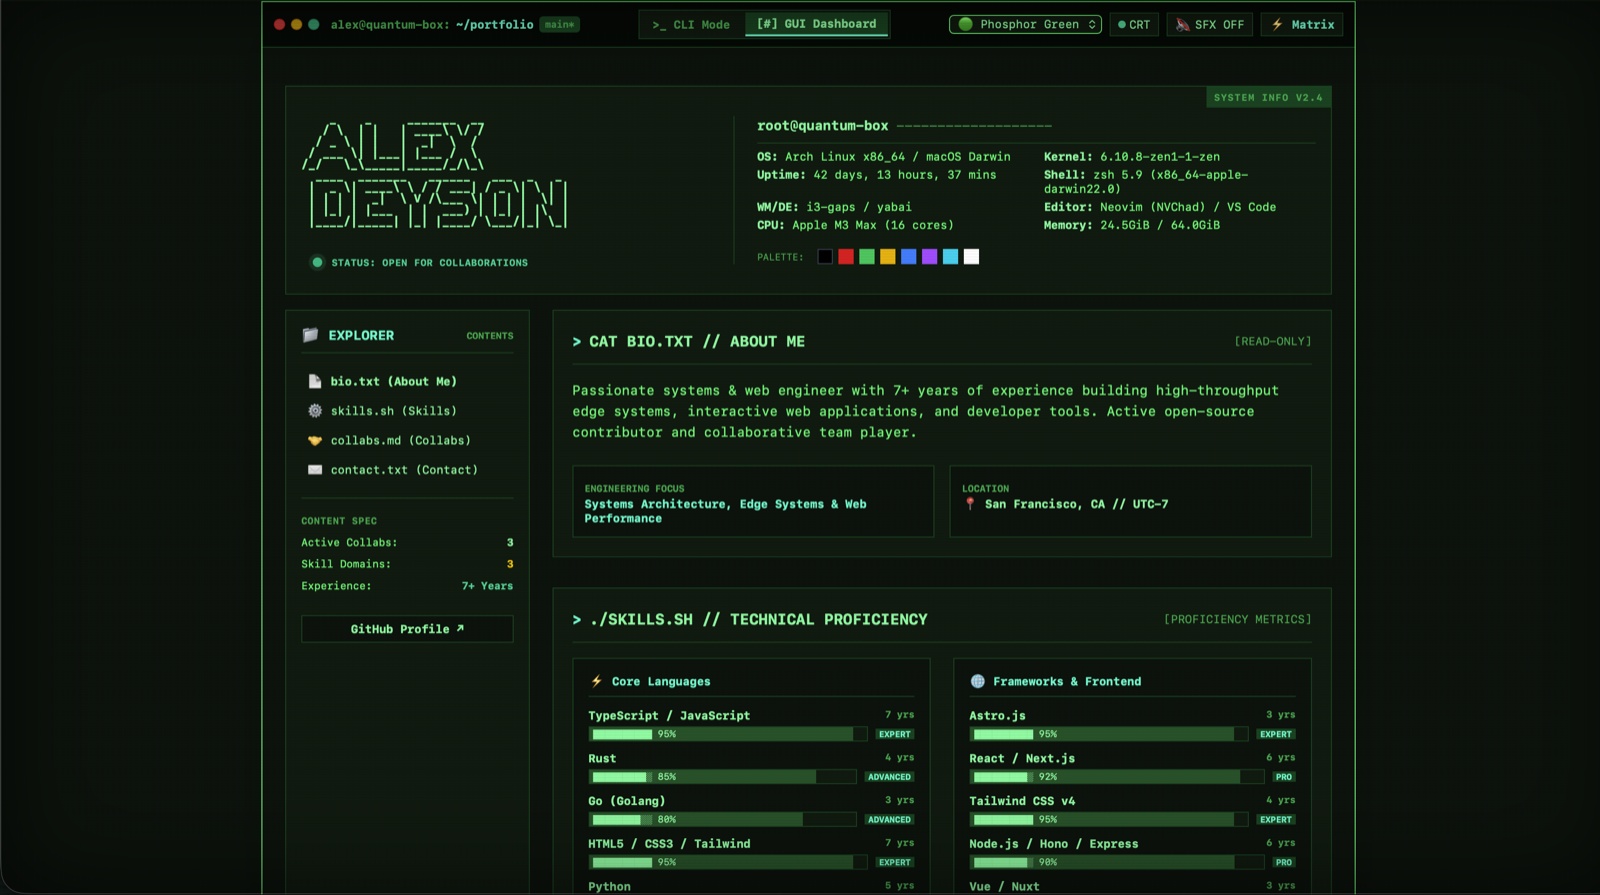 alex@quantum-box: ~/portfolio main*
>_ CLI Mode
[#] GUI Dashboard
Phosphor Green
CRT
SFX OFF
Matrix
SYSTEM INFO V2.4
ALEX
DEYSON
STATUS: OPEN FOR COLLABORATIONS
root@quantum-box -------------------
OS: Arch Linux x86_64 / macOS Darwin
Kernel: 6.10.8-zen1-1-zen
Uptime: 42 days, 13 hours, 37 mins
Shell: zsh 5.9 (x86_64-apple-
darwin22.0)
WM/DE: i3-gaps / yabai
Editor: Neovim (NVChad) / VS Code
CPU: Apple M3 Max (16 cores)
Memory: 24.5GiB / 64.0GiB
PALETTE:
EXPLORER
CONTENTS
bio.txt (About Me)
skills.sh (Skills)
collabs.md (Collabs)
contact.txt (Contact)
CONTENT SPEC
Active Collabs: 3
Skill Domains: 3
Experience: 7+ Years
GitHub Profile ↗
> CAT BIO.TXT // ABOUT ME
[READ-ONLY]
Passionate systems & web engineer with 7+ years of experience building high-throughput
edge systems, interactive web applications, and developer tools. Active open-source
contributor and collaborative team player.
ENGINEERING FOCUS
Systems Architecture, Edge Systems & Web
Performance
LOCATION
San Francisco, CA // UTC-7
> ./SKILLS.SH // TECHNICAL PROFICIENCY
[PROFICIENCY METRICS]
Core Languages
TypeScript / JavaScript 7 yrs
95% EXPERT
Rust 4 yrs
85% ADVANCED
Go (Golang) 3 yrs
80% ADVANCED
HTML5 / CSS3 / Tailwind 7 yrs
95% EXPERT
Python 5 yrs
Frameworks & Frontend
Astro.js 3 yrs
95% EXPERT
React / Next.js 6 yrs
92% PRO
Tailwind CSS v4 4 yrs
95% EXPERT
Node.js / Hono / Express 6 yrs
90% PRO
Vue / Nuxt 3 yrs